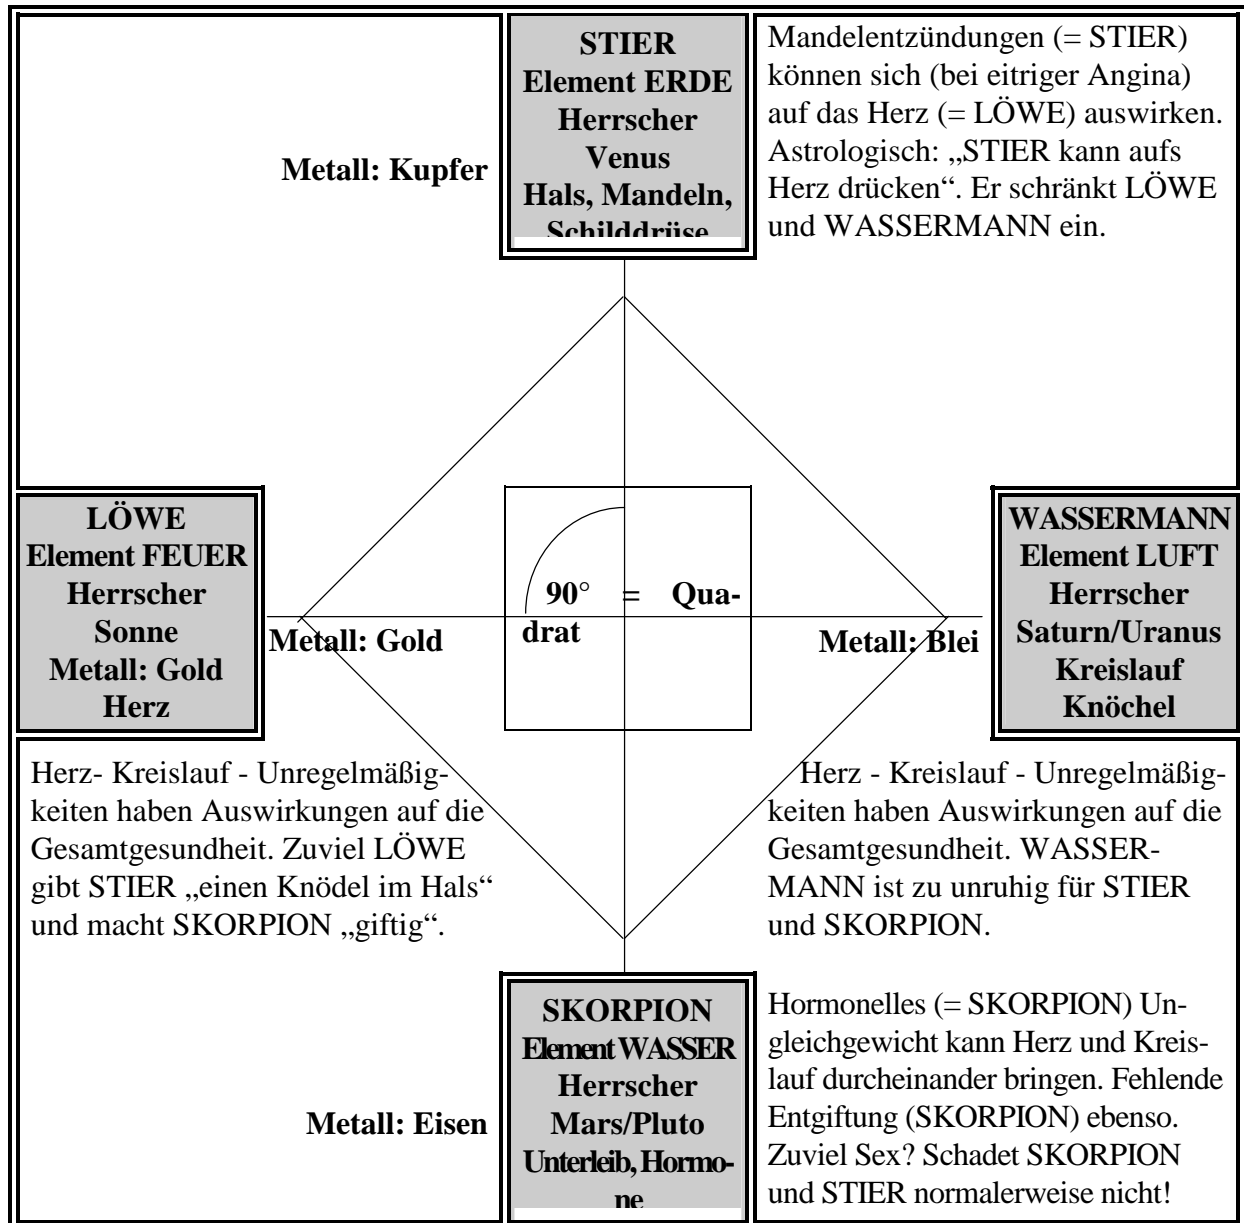 STIER
Element ERDE
Herrscher
Venus
Hals, Mandeln,
Schilddrüse
Metall: Kupfer
Mandelentzündungen (= STIER)
können sich (bei eitriger Angina)
auf das Herz (= LÖWE) auswirken.
Astrologisch: „STIER kann aufs
Herz drücken“. Er schränkt LÖWE
und WASSERMANN ein.
LÖWE
Element FEUER
Herrscher
Sonne
Metall: Gold
Herz
Metall: Gold
90° = Qua-
drat
Metall: Blei
WASSERMANN
Element LUFT
Herrscher
Saturn/Uranus
Kreislauf
Knöchel
Herz- Kreislauf - Unregelmäßig-
keiten haben Auswirkungen auf die
Gesamtgesundheit. Zuviel LÖWE
gibt STIER „einen Knödel im Hals“
und macht SKORPION „giftig“.
Herz - Kreislauf - Unregelmäßig-
keiten haben Auswirkungen auf die
Gesamtgesundheit. WASSER-
MANN ist zu unruhig für STIER
und SKORPION.
Metall: Eisen
SKORPION
Element WASSER
Herrscher
Mars/Pluto
Unterleib, Hormo-
ne
Hormonelles (= SKORPION) Un-
gleichgewicht kann Herz und Kreis-
lauf durcheinander bringen. Fehlende
Entgiftung (SKORPION) ebenso.
Zuviel Sex? Schadet SKORPION
und STIER normalerweise nicht!